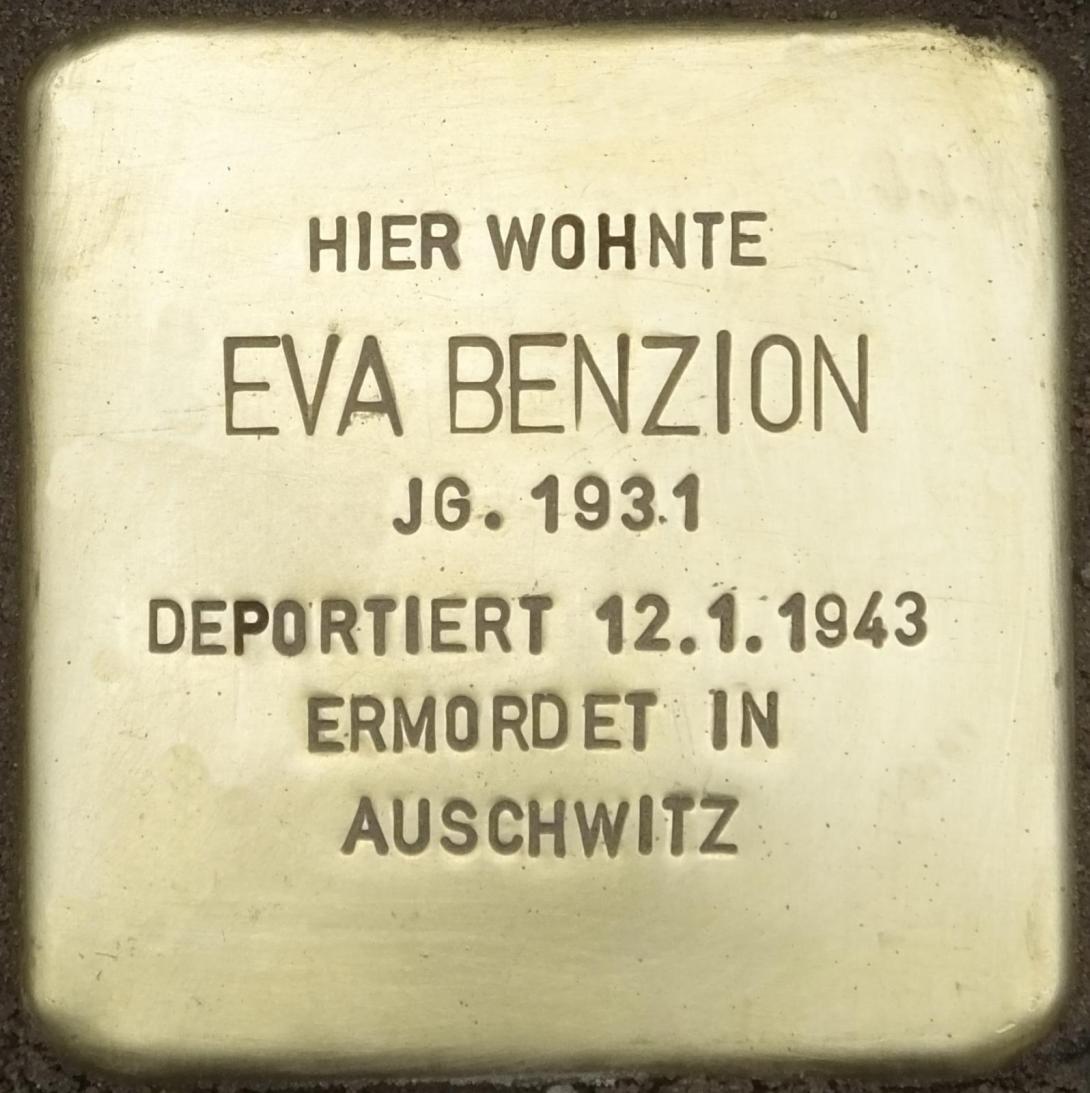 HIER WOHNTE
EVA BENZION
JG. 1931
DEPORTIERT 12.1.1943
ERMORDET IN
AUSCHWITZ